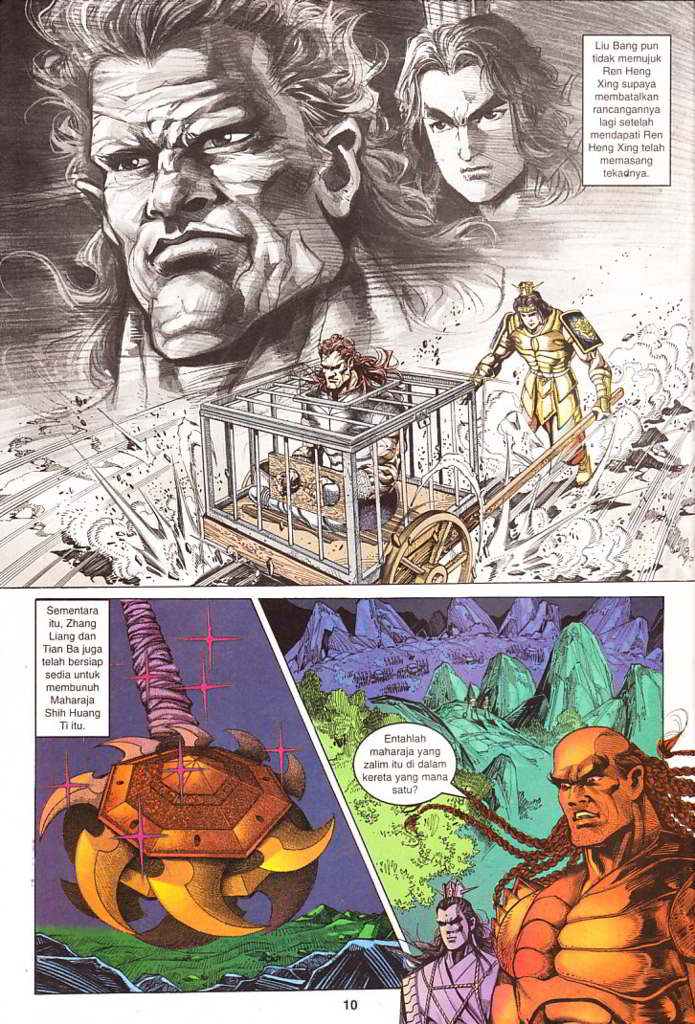 Liu Bang pun
tidak memujuk
Ren Heng
Xing supaya
membatalkan
rancangannya
lagi setelah
mendapati Ren
Heng Xing telah
memasang
tekadnya.
Sementara
itu, Zhang
Liang dan
Tian Ba juga
telah bersiap
sedia untuk
membunuh
Maharaja
Shih Huang
Ti itu.
Entahlah
maharaja yang
zalim itu di dalam
kereta yang mana
satu?
10